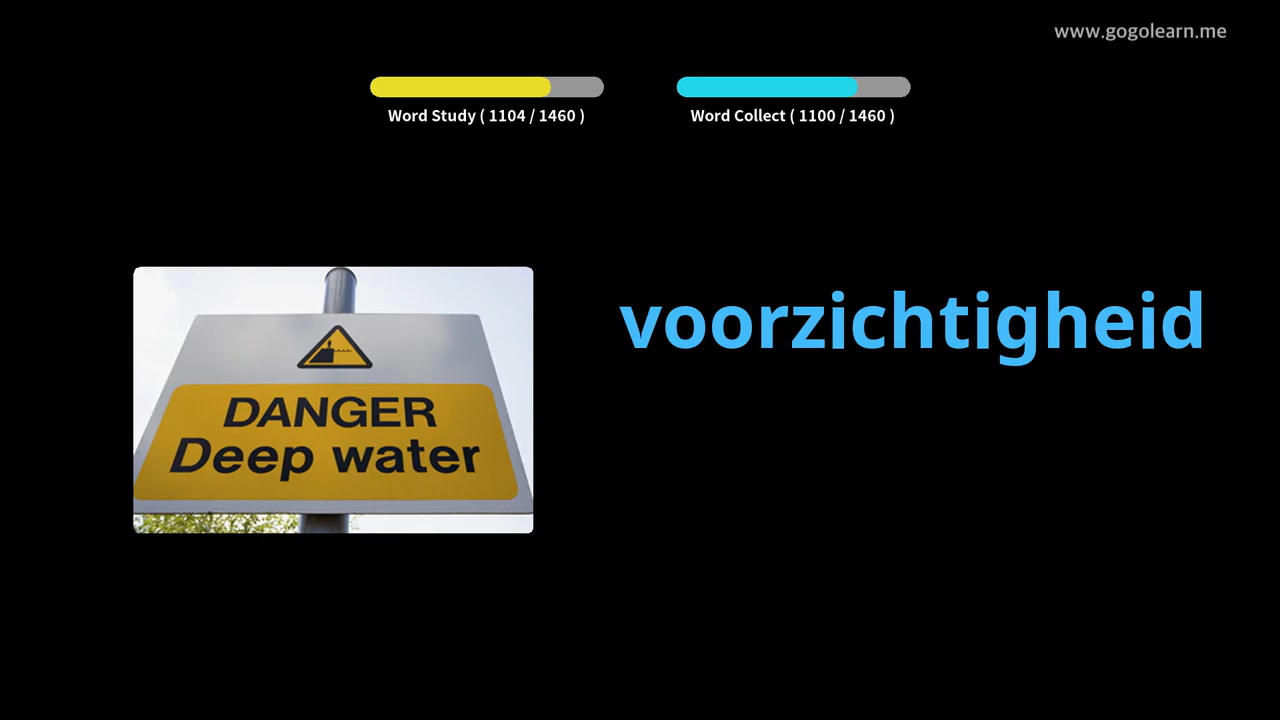 www.gogolearn.me
Word Study ( 1104 / 1460 )
Word Collect ( 1100 / 1460 )
voorzichtigheid
DANGER
Deep water